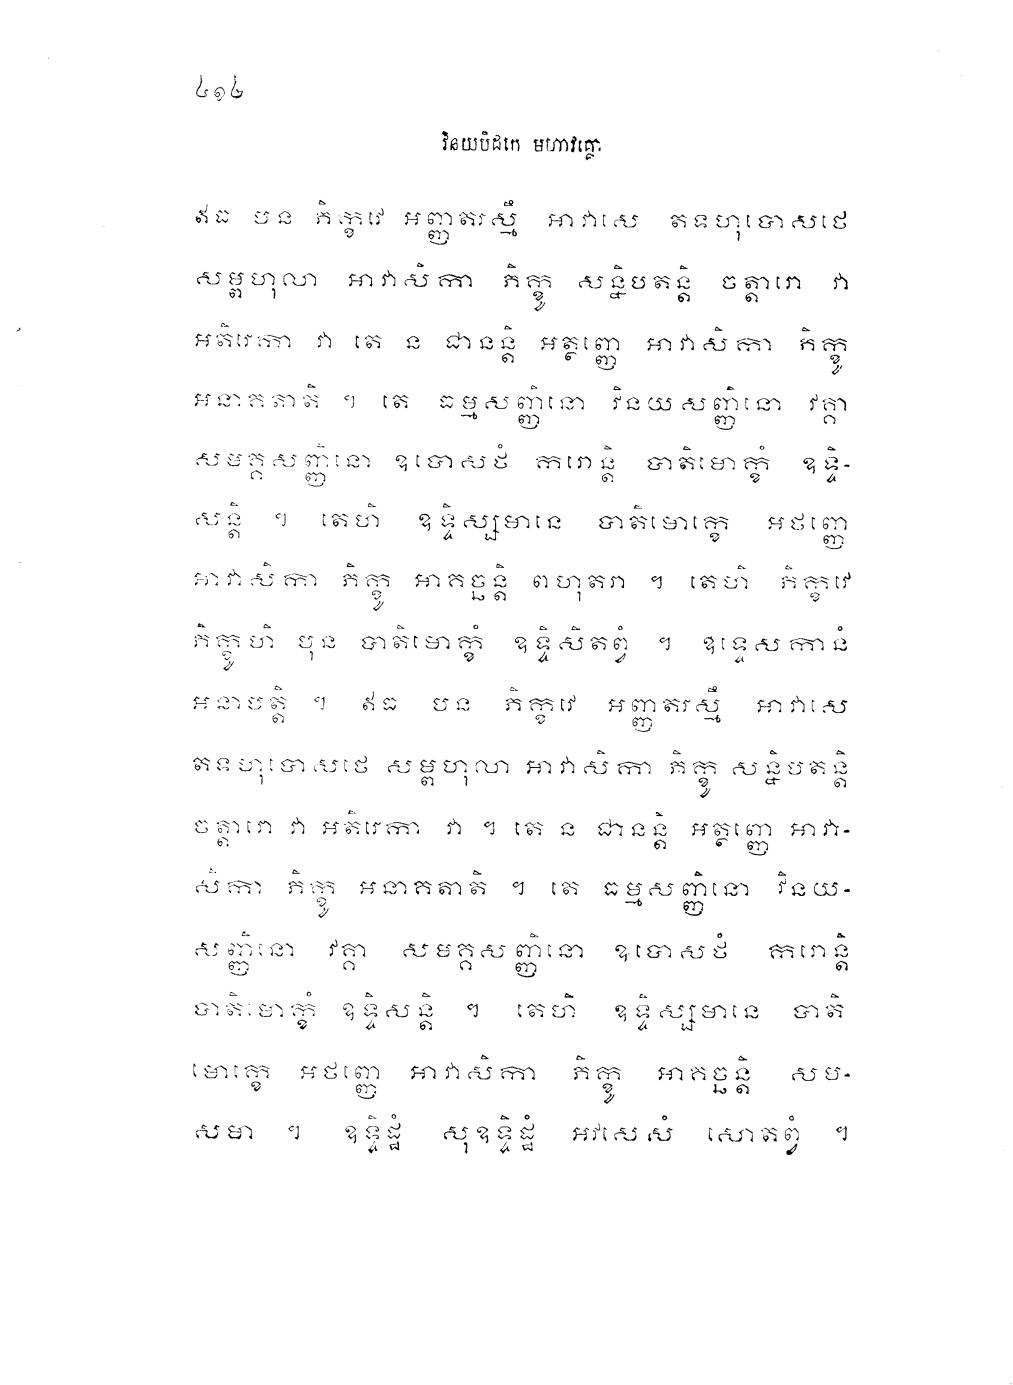 ៤១៤
វិនយបិដកេ មហាវគ្គោ
ឥធ បន ភិក្ខវេ អញ្ញតរស្មឹ អាវាសេ តទហុបោសថេ
សម្ពហុលា អាវាសិកា ភិក្ខូ សន្និបតន្តិ ចត្តារោ វា
អតិរេកា វា តេ ន ជានន្តិ អត្ថញ្ញេ អាវាសិកា ភិក្ខូ
អនាគតាតិ ។ តេ ធម្មសញ្ញិនោ វិនយសញ្ញិនោ វគ្គា
សមគ្គសញ្ញិនោ ឧបោសថំ ករោន្តិ បាតិមោក្ខំ ឧទ្ទិ-
សន្តិ ។ តេហិ ឧទ្ទិស្សមានេ បាតិមោក្ខេ អថញ្ញេ
អាវាសិកា ភិក្ខូ អាគច្ឆន្តិ ពហុតរា ។ តេហិ ភិក្ខវេ
ភិក្ខូហិ បុន បាតិមោក្ខំ ឧទ្ទិសិតព្វំ ។ ឧទ្ទេសកានំ
អនាបត្តិ ។ ឥធ បន ភិក្ខវេ អញ្ញតរស្មឹ អាវាសេ
តទហុបោសថេ សម្ពហុលា អាវាសិកា ភិក្ខូ សន្និបតន្តិ
ចត្តារោ វា អតិរេកា វា ។ តេ ន ជានន្តិ អត្ថញ្ញេ អាវា-
សិកា ភិក្ខូ អនាគតាតិ ។ តេ ធម្មសញ្ញិនោ វិនយ-
សញ្ញិនោ វគ្គា សមគ្គសញ្ញិនោ ឧបោសថំ ករោន្តិ
បាតិមោក្ខំ ឧទ្ទិសន្តិ ។ តេហិ ឧទ្ទិស្សមានេ បាតិ
មោក្ខេ អថញ្ញេ អាវាសិកា ភិក្ខូ អាគច្ឆន្តិ សម-
សមា ។ ឧទ្ទិដ្ឋំ សុឧទ្ទិដ្ឋំ អវសេសំ សោតព្វំ ។